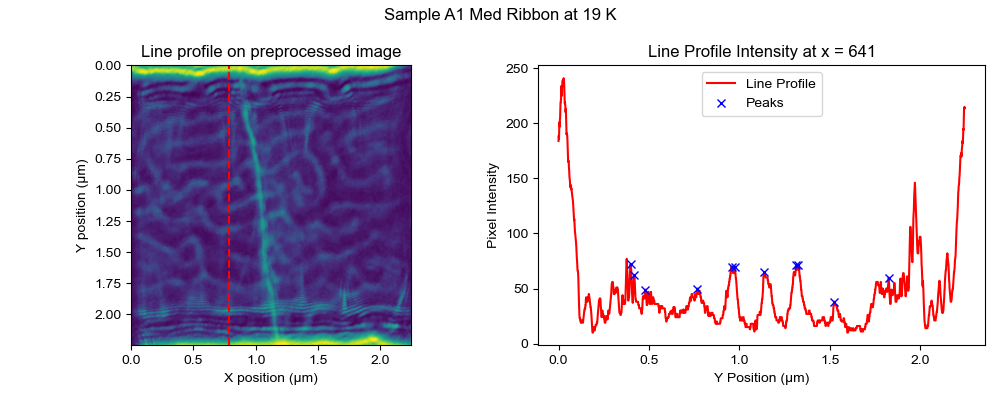 Sample A1 Med Ribbon at 19 K
Line profile on preprocessed image
Y position (μm)
0.00
0.25
0.50
0.75
1.00
1.25
1.50
1.75
2.00
0.0
0.5
1.0
1.5
2.0
X position (μm)
Line Profile Intensity at x = 641
Pixel Intensity
250
200
150
100
50
0
Line Profile
Peaks
0.0
0.5
1.0
1.5
2.0
Y Position (μm)